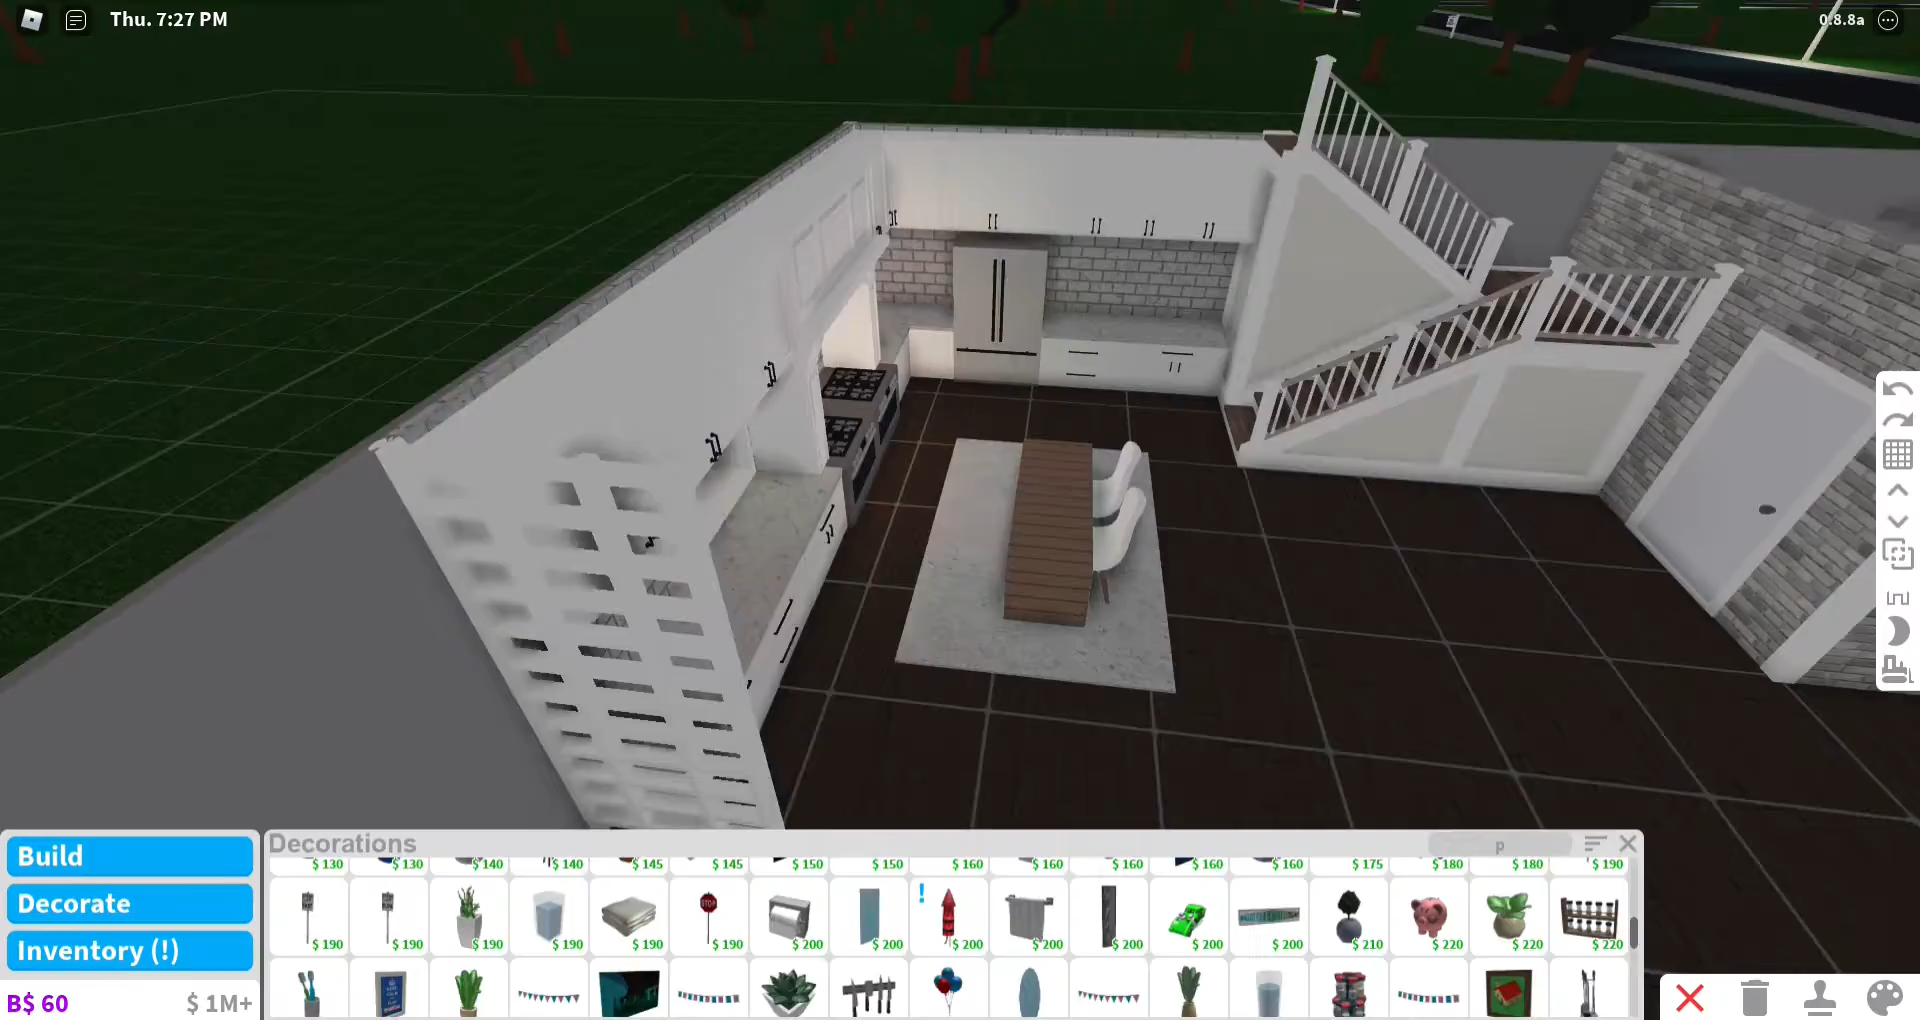 Thu. 7:27 PM
0.8.8a
Build
Decorate
Inventory (!)
B$ 60
$ 1M+
Decorations
p
$ 130 $ 130 $ 140 $ 140 $ 145 $ 145 $ 150 $ 150 $ 160 $ 160 $ 160 $ 160 $ 160 $ 175 $ 180 $ 180 $ 190
STOP
!
$ 190 $ 190 $ 190 $ 190 $ 190 $ 190 $ 200 $ 200 $ 200 $ 200 $ 200 $ 200 $ 200 $ 210 $ 220 $ 220 $ 220